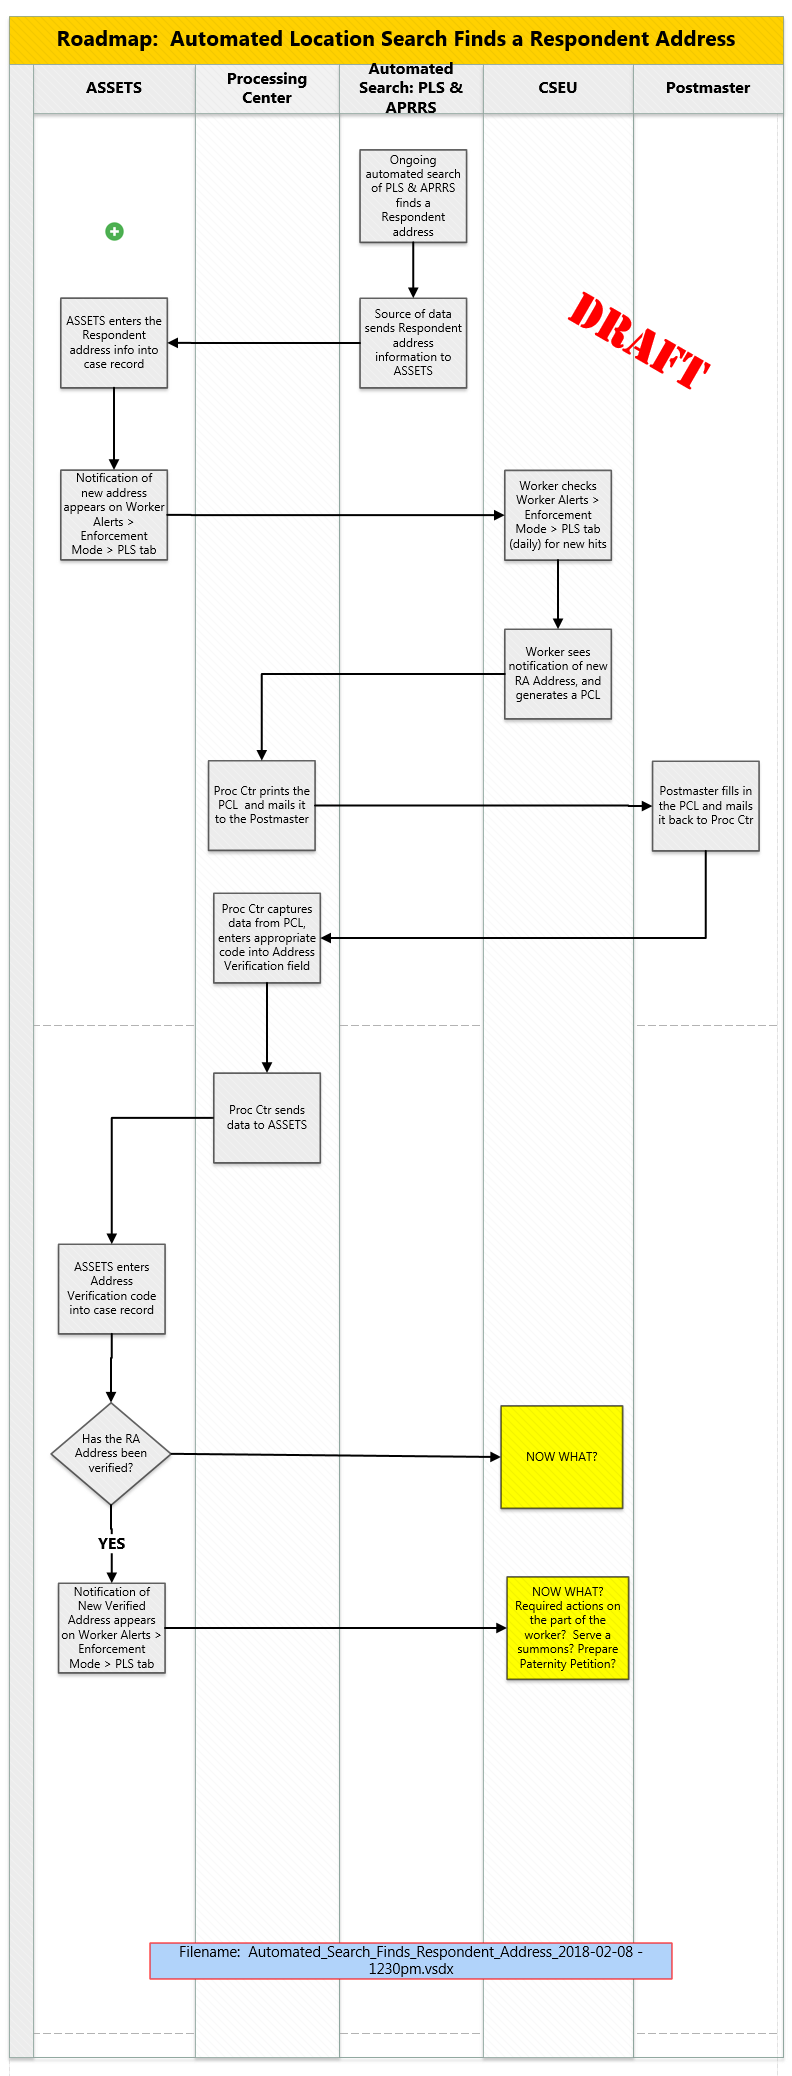 Roadmap:  Automated Location Search Finds a Respondent Address
ASSETS
Processing
Center
Automated
Search: PLS &
APRRS
CSEU
Postmaster
Ongoing
automated search
of PLS & APRRS
finds a
Respondent
address
DRAFT
ASSETS enters the
Respondent
address info into
case record
Source of data
sends Respondent
address
information to
ASSETS
Notification of
new address
appears on Worker
Alerts >
Enforcement
Mode > PLS tab
Worker checks
Worker Alerts >
Enforcement
Mode > PLS tab
(daily) for new hits
Worker sees
notification of new
RA Address, and
generates a PCL
Proc Ctr prints the
PCL  and mails it
to the Postmaster
Postmaster fills in
the PCL and mails
it back to Proc Ctr
Proc Ctr captures
data from PCL,
enters appropriate
code into Address
Verification field
Proc Ctr sends
data to ASSETS
ASSETS enters
Address
Verification code
into case record
Has the RA
Address been
verified?
NOW WHAT?
YES
Notification of
New Verified
Address appears
on Worker Alerts >
Enforcement
Mode > PLS tab
NOW WHAT?
Required actions on
the part of the
worker?  Serve a
summons? Prepare
Paternity Petition?
Filename:  Automated_Search_Finds_Respondent_Address_2018-02-08 -
1230pm.vsdx